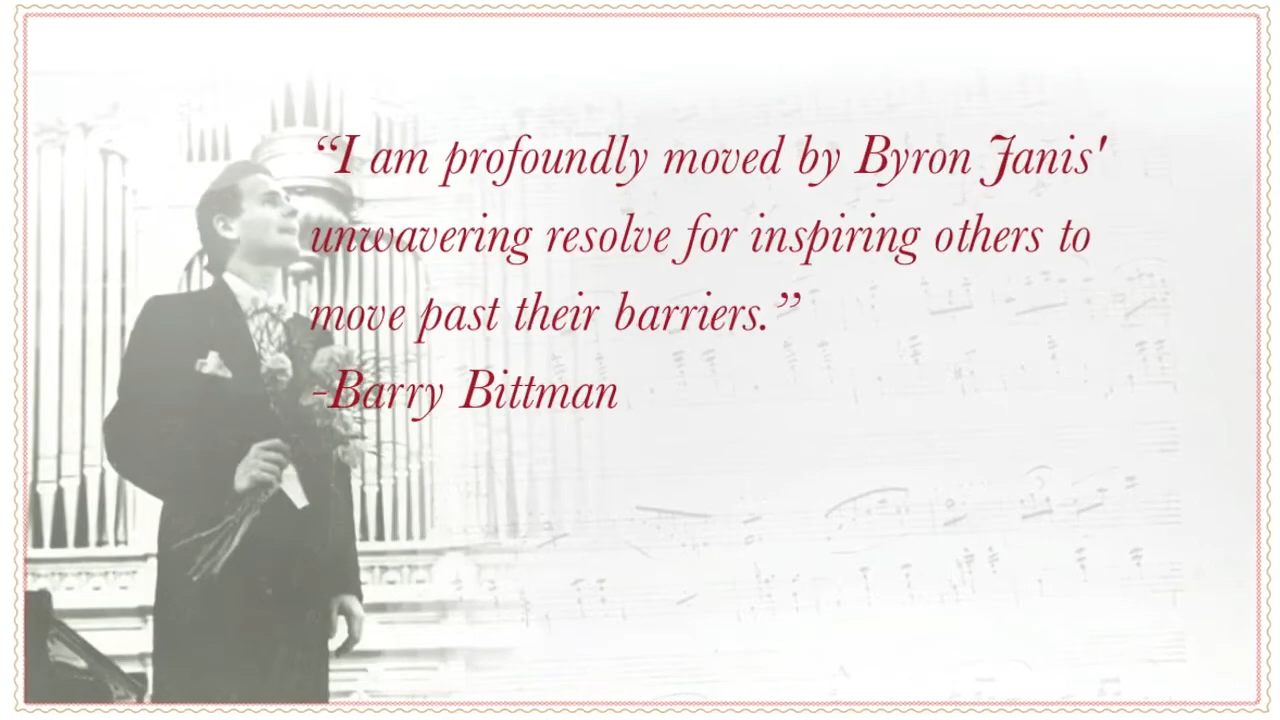 “I am profoundly moved by Byron Janis'
unwavering resolve for inspiring others to
move past their barriers.”
-Barry Bittman